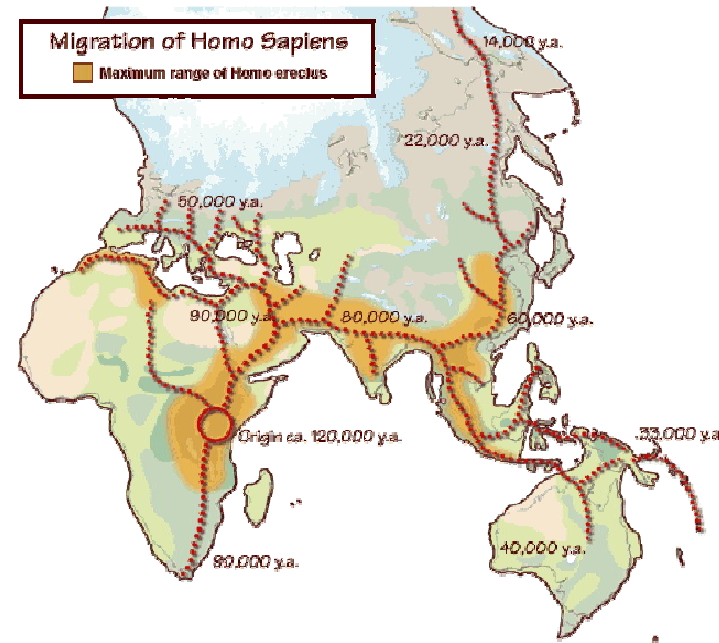 Migration of Homo Sapiens
Maximum range of Homo erectus
14,000 y.a.
22,000 y.a.
50,000 y.a.
90,000 y.a.
80,000 y.a.
60,000 y.a.
Origin ca. 120,000 y.a.
33,000 y.a
40,000 y.a.
80,000 y.a.